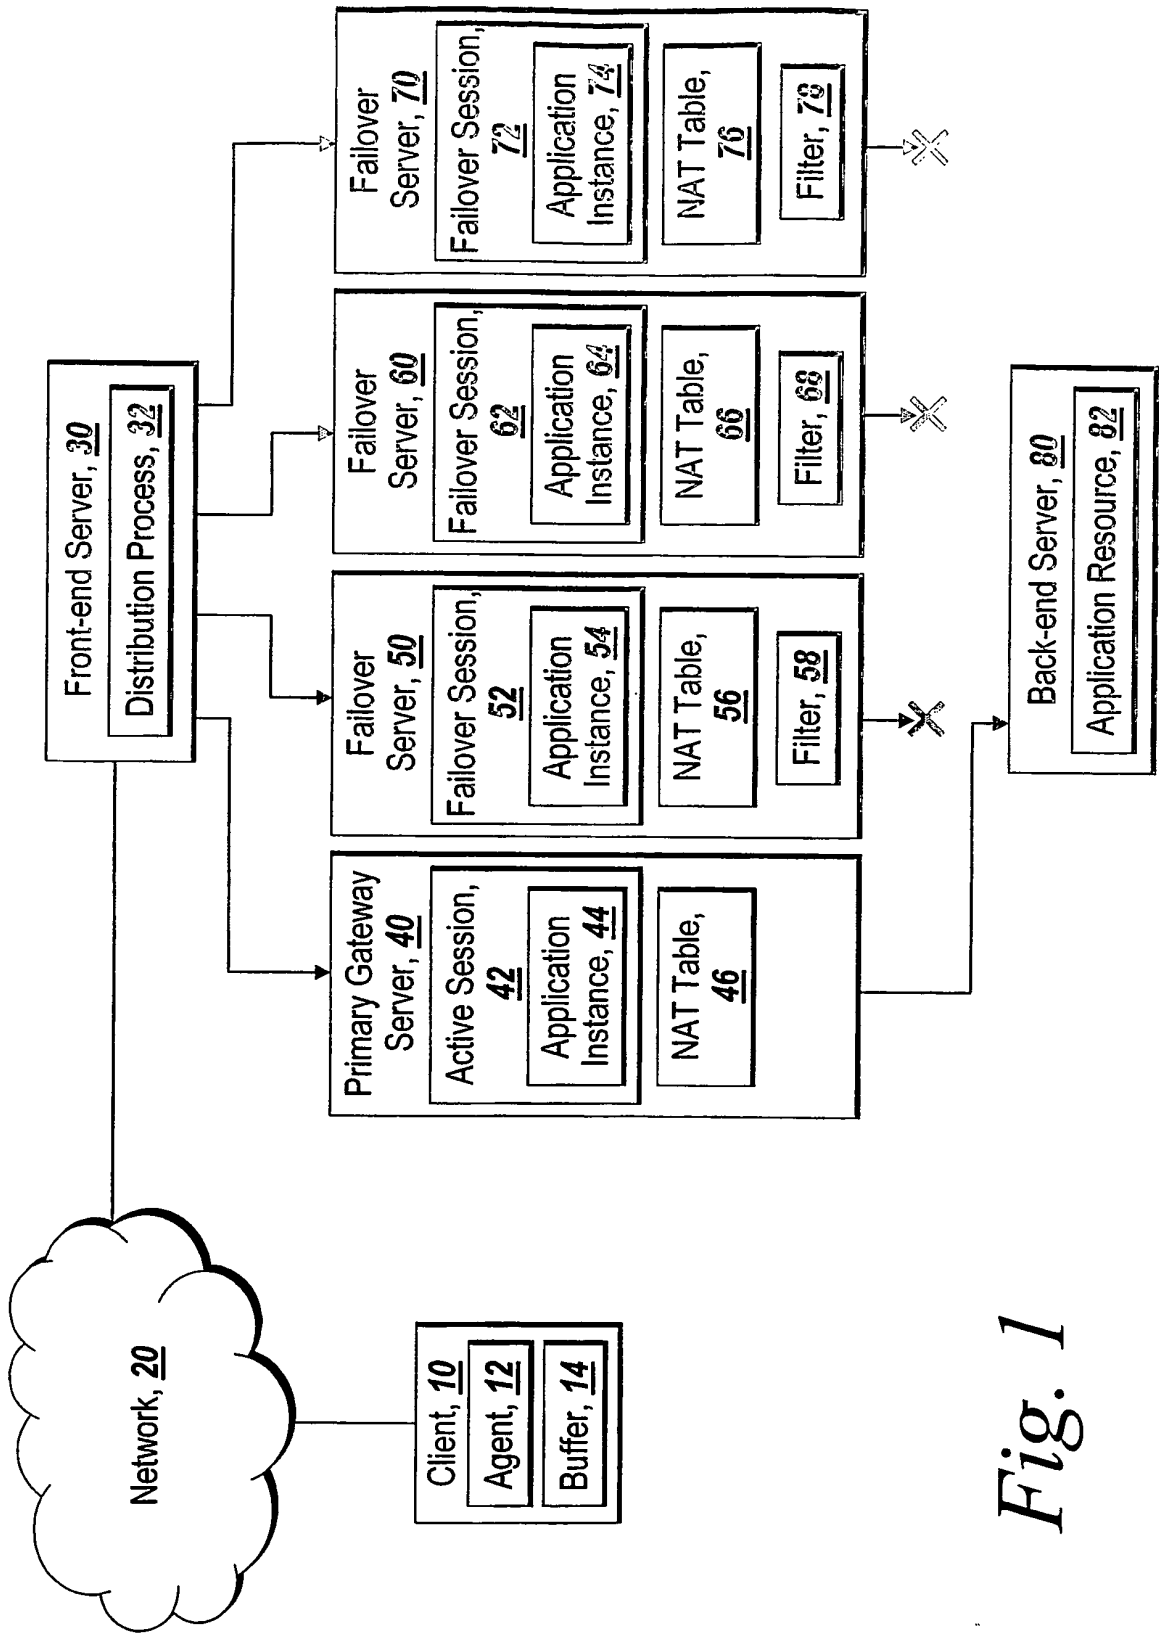 Network, 20
Client, 10
Agent, 12
Buffer, 14
Front-end Server, 30
Distribution Process, 32
Primary Gateway
Server, 40
Active Session,
42
Application
Instance, 44
NAT Table,
46
Failover
Server, 50
Failover Session,
52
Application
Instance, 54
NAT Table,
56
Filter, 58
Failover
Server, 60
Failover Session,
62
Application
Instance, 64
NAT Table,
66
Filter, 68
Failover
Server, 70
Failover Session,
72
Application
Instance, 74
NAT Table,
76
Filter, 78
Back-end Server, 80
Application Resource, 82
Fig. 1